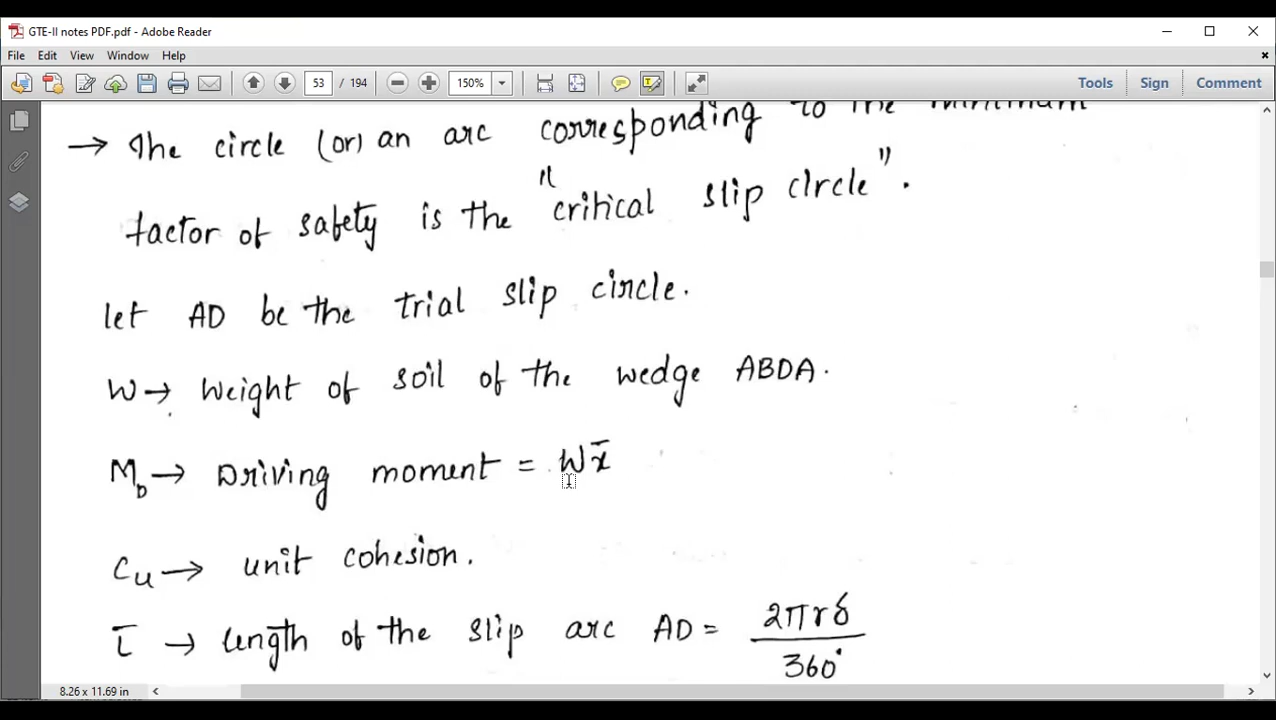 GTE-II notes PDF.pdf - Adobe Reader
File Edit View Window Help
53 / 194 150% Tools Sign Comment
→ The circle (or) an arc corresponding to the minimum
factor of safety is the "critical slip circle".
let AD be the trial slip circle.
W → Weight of soil of the wedge ABDA.
M_D → Driving moment = Wx̄
C_u → unit cohesion.
L̄ → length of the slip arc AD = 2πrδ / 360°
8.26 x 11.69 in